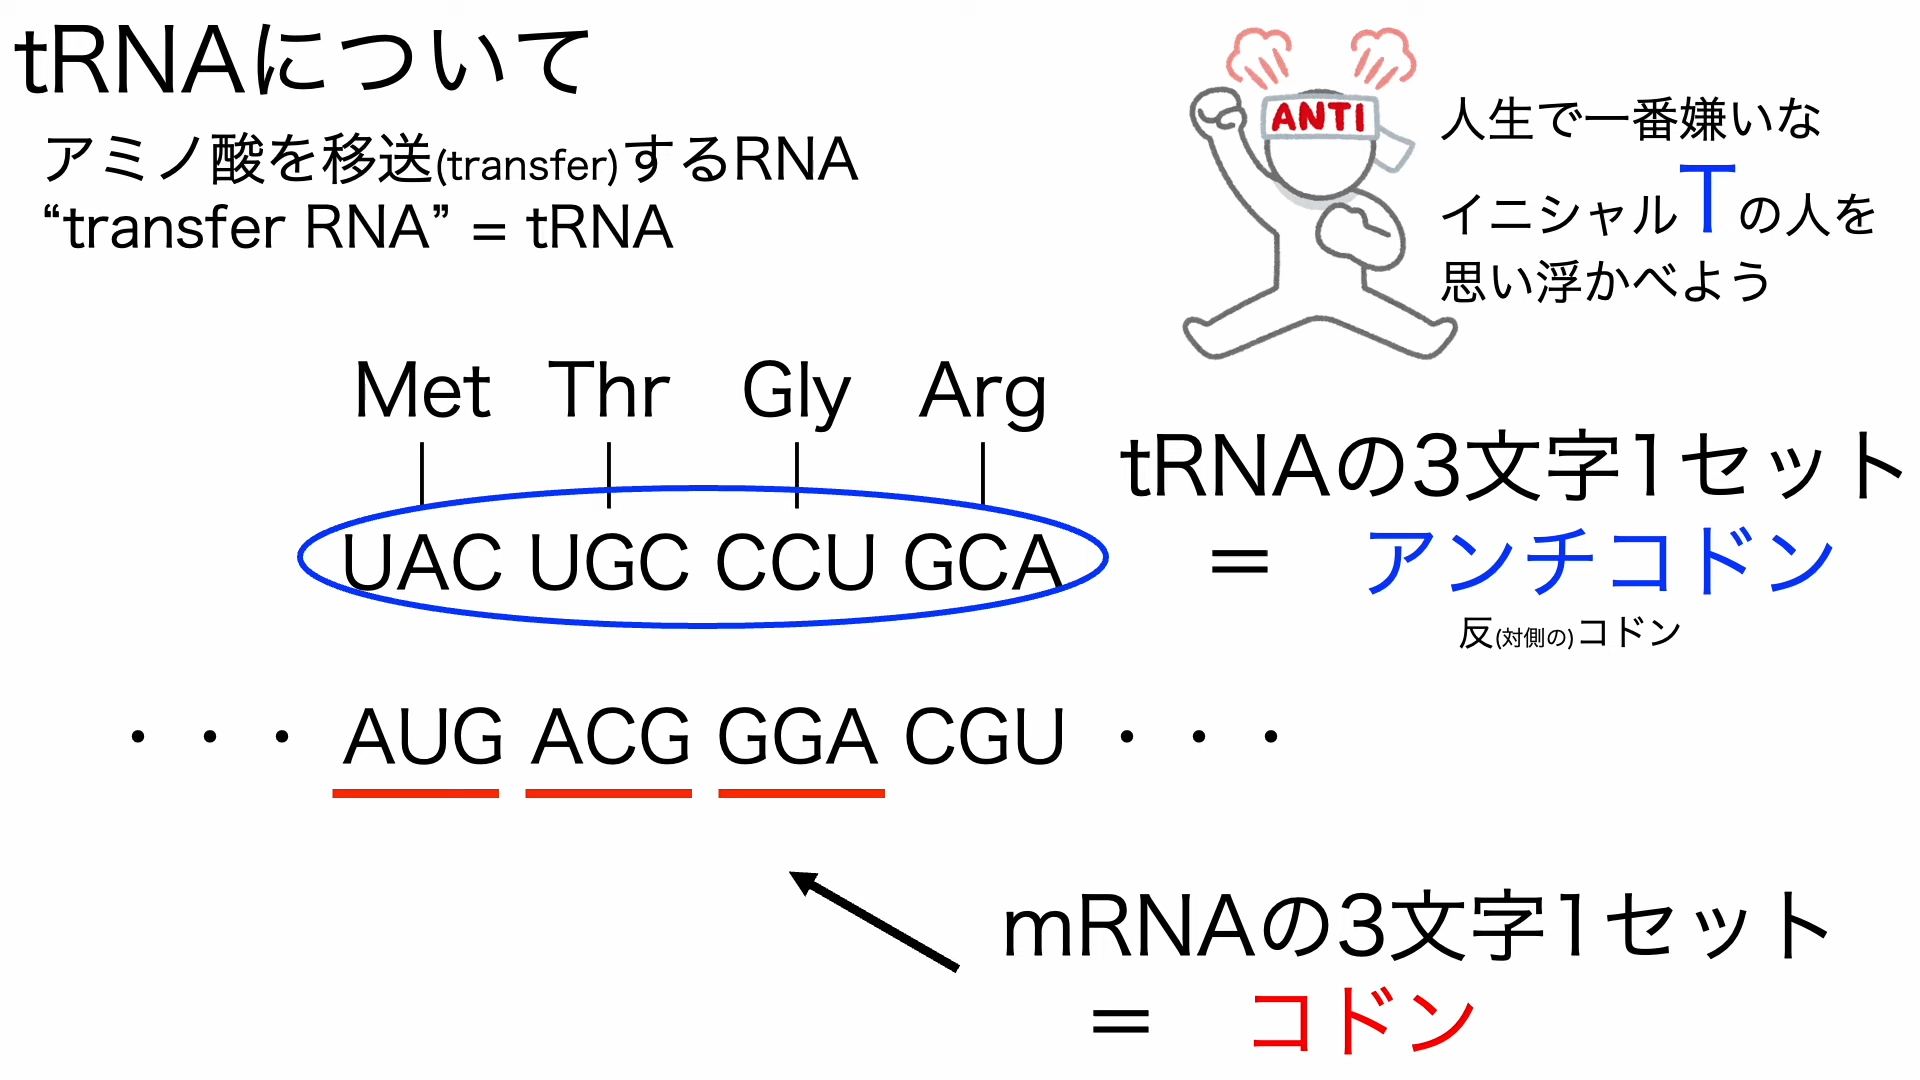 tRNAについて
アミノ酸を移送(transfer)するRNA
“transfer RNA” = tRNA
ANTI
人生で一番嫌いな
イニシャルTの人を
思い浮かべよう
Met Thr Gly Arg
UAC UGC CCU GCA
tRNAの3文字1セット
= アンチコドン
反(対側の)コドン
・・・ AUG ACG GGA CGU ・・・
mRNAの3文字1セット
= コドン